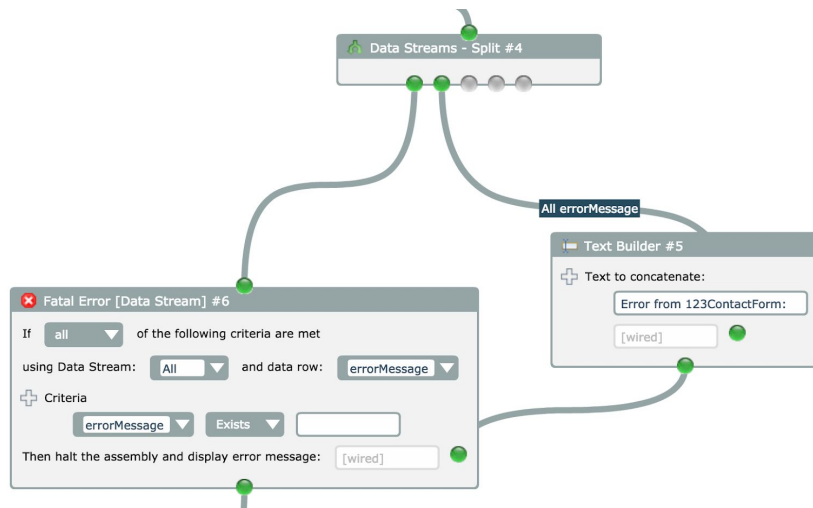 Data Streams - Split #4
All errorMessage
Text Builder #5
Text to concatenate:
Error from 123ContactForm:
[wired]
Fatal Error [Data Stream] #6
If all of the following criteria are met
using Data Stream: All and data row: errorMessage
Criteria
errorMessage Exists
Then halt the assembly and display error message: [wired]